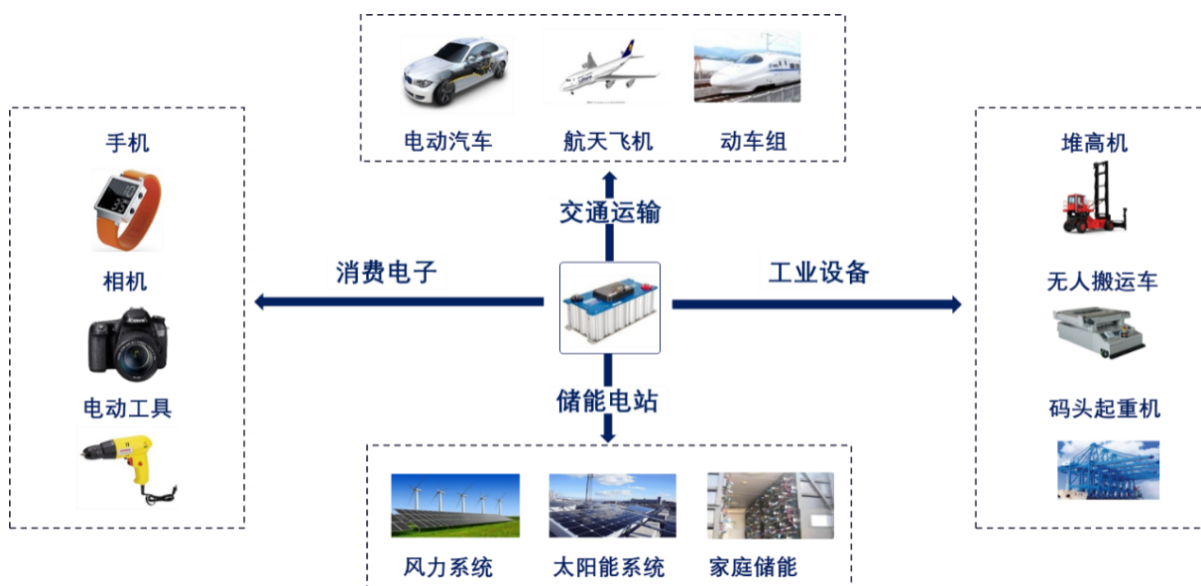 电动汽车
航天飞机
动车组
手机
相机
电动工具
交通运输
消费电子
工业设备
储能电站
堆高机
无人搬运车
码头起重机
风力系统
太阳能系统
家庭储能